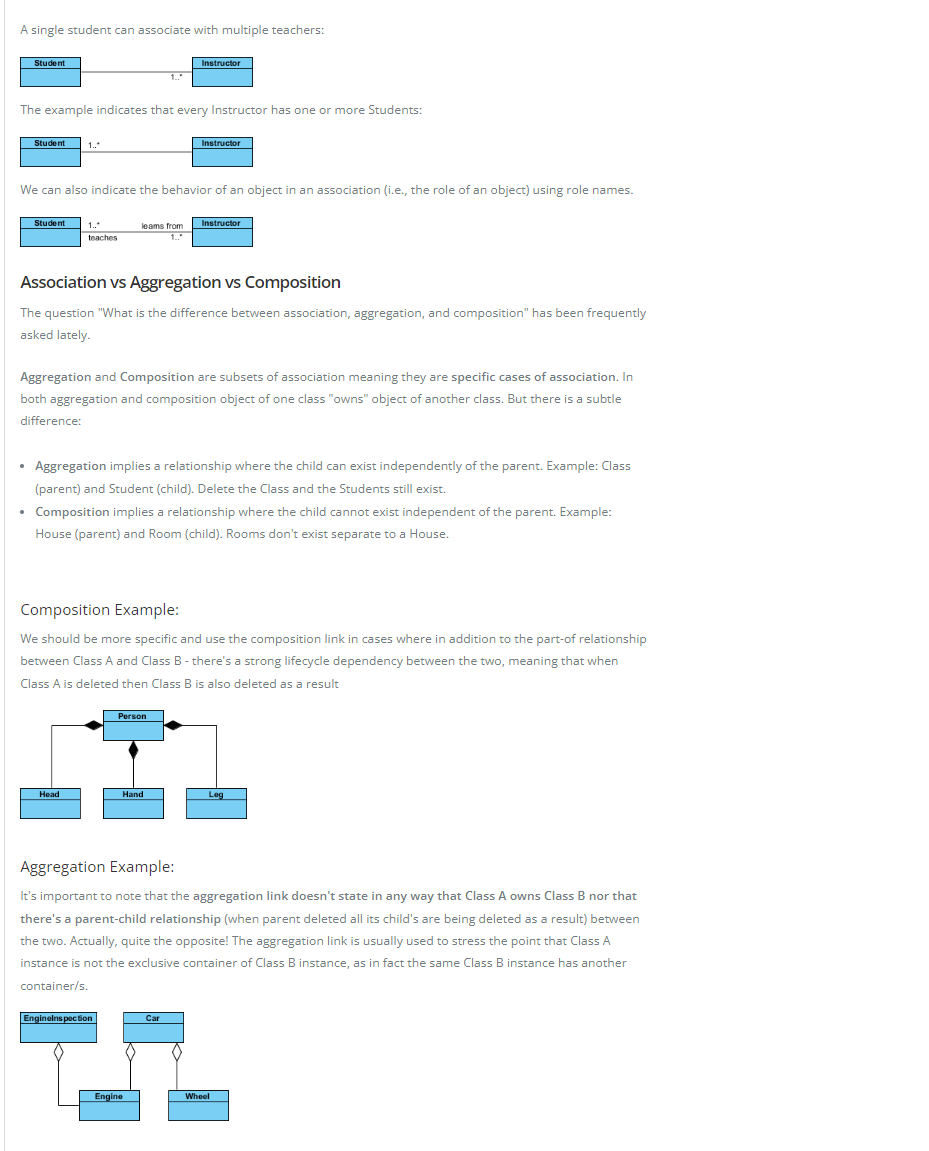 A single student can associate with multiple teachers:
Student
Instructor
1..*
The example indicates that every Instructor has one or more Students:
Student
1..*
Instructor
We can also indicate the behavior of an object in an association (i.e., the role of an object) using role names.
Student
1..*
learns from
Instructor
teaches
1..*
Association vs Aggregation vs Composition
The question "What is the difference between association, aggregation, and composition" has been frequently
asked lately.
Aggregation and Composition are subsets of association meaning they are specific cases of association. In
both aggregation and composition object of one class "owns" object of another class. But there is a subtle
difference:
• Aggregation implies a relationship where the child can exist independently of the parent. Example: Class
(parent) and Student (child). Delete the Class and the Students still exist.
• Composition implies a relationship where the child cannot exist independent of the parent. Example:
House (parent) and Room (child). Rooms don't exist separate to a House.
Composition Example:
We should be more specific and use the composition link in cases where in addition to the part-of relationship
between Class A and Class B - there's a strong lifecycle dependency between the two, meaning that when
Class A is deleted then Class B is also deleted as a result
Person
Head
Hand
Leg
Aggregation Example:
It's important to note that the aggregation link doesn't state in any way that Class A owns Class B nor that
there's a parent-child relationship (when parent deleted all its child's are being deleted as a result) between
the two. Actually, quite the opposite! The aggregation link is usually used to stress the point that Class A
instance is not the exclusive container of Class B instance, as in fact the same Class B instance has another
container/s.
EngineInspection
Car
Engine
Wheel